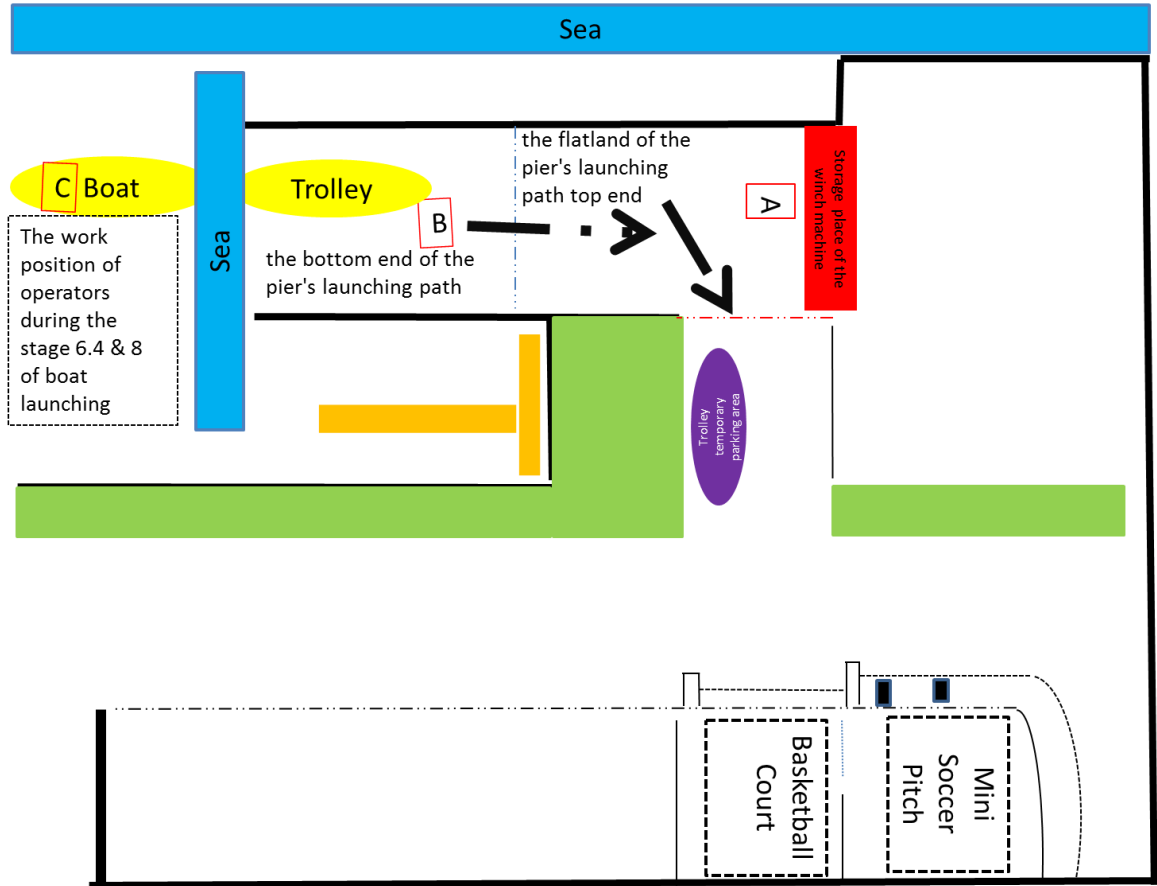 Sea
Sea
C Boat
Trolley
B
the flatland of the
pier's launching
path top end
A
Storage place of the
winch machine
The work
position of
operators
during the
stage 6.4 & 8
of boat
launching
the bottom end of the
pier's launching path
Trolley
temporary
parking area
Basketball
Court
Mini
Soccer
Pitch